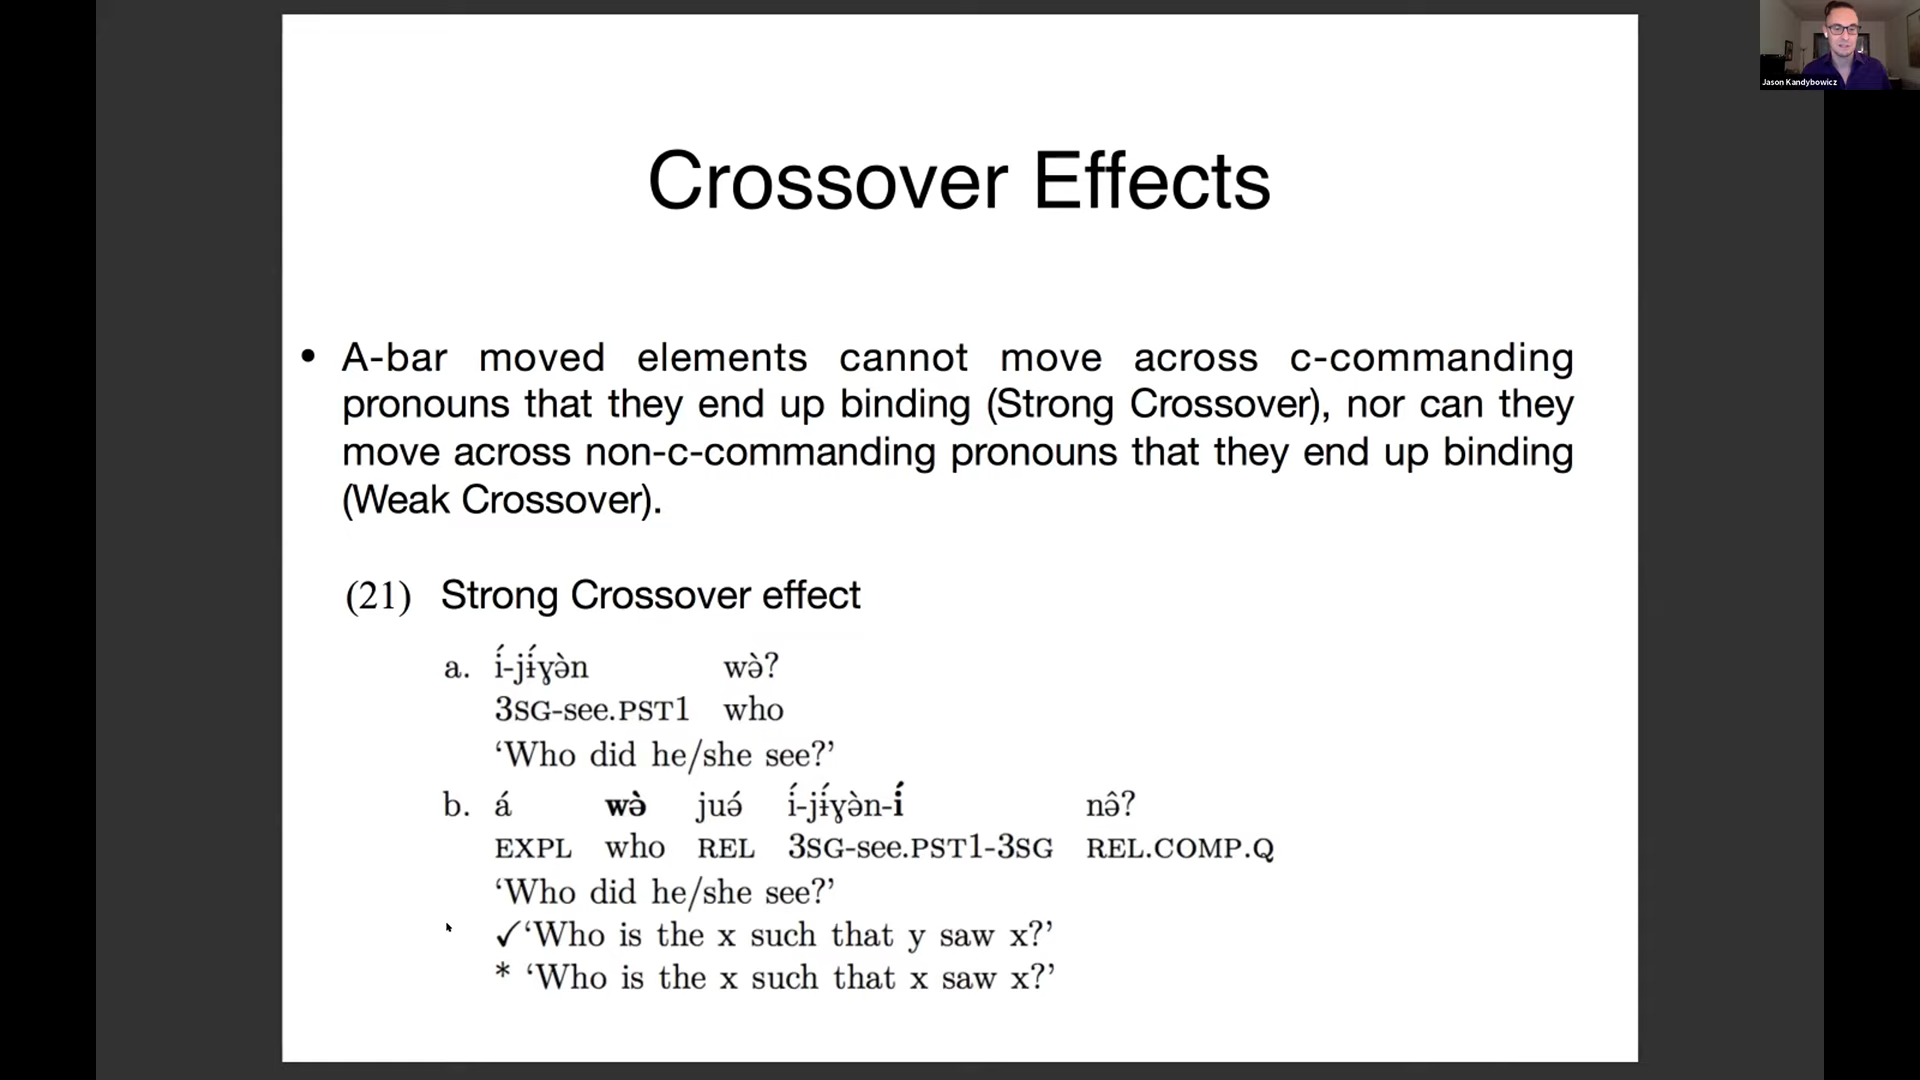 Jason Kandybowicz
Crossover Effects
• A-bar moved elements cannot move across c-commanding
pronouns that they end up binding (Strong Crossover), nor can they
move across non-c-commanding pronouns that they end up binding
(Weak Crossover).
(21) Strong Crossover effect
a. ɨ́-jɨ́ɣə̀n wə̀?
3SG-see.PST1 who
‘Who did he/she see?’
b. á wə̀ juə́ ɨ́-jɨ́ɣə̀n-ɨ́ nə̂?
EXPL who REL 3SG-see.PST1-3SG REL.COMP.Q
‘Who did he/she see?’
✓‘Who is the x such that y saw x?’
* ‘Who is the x such that x saw x?’